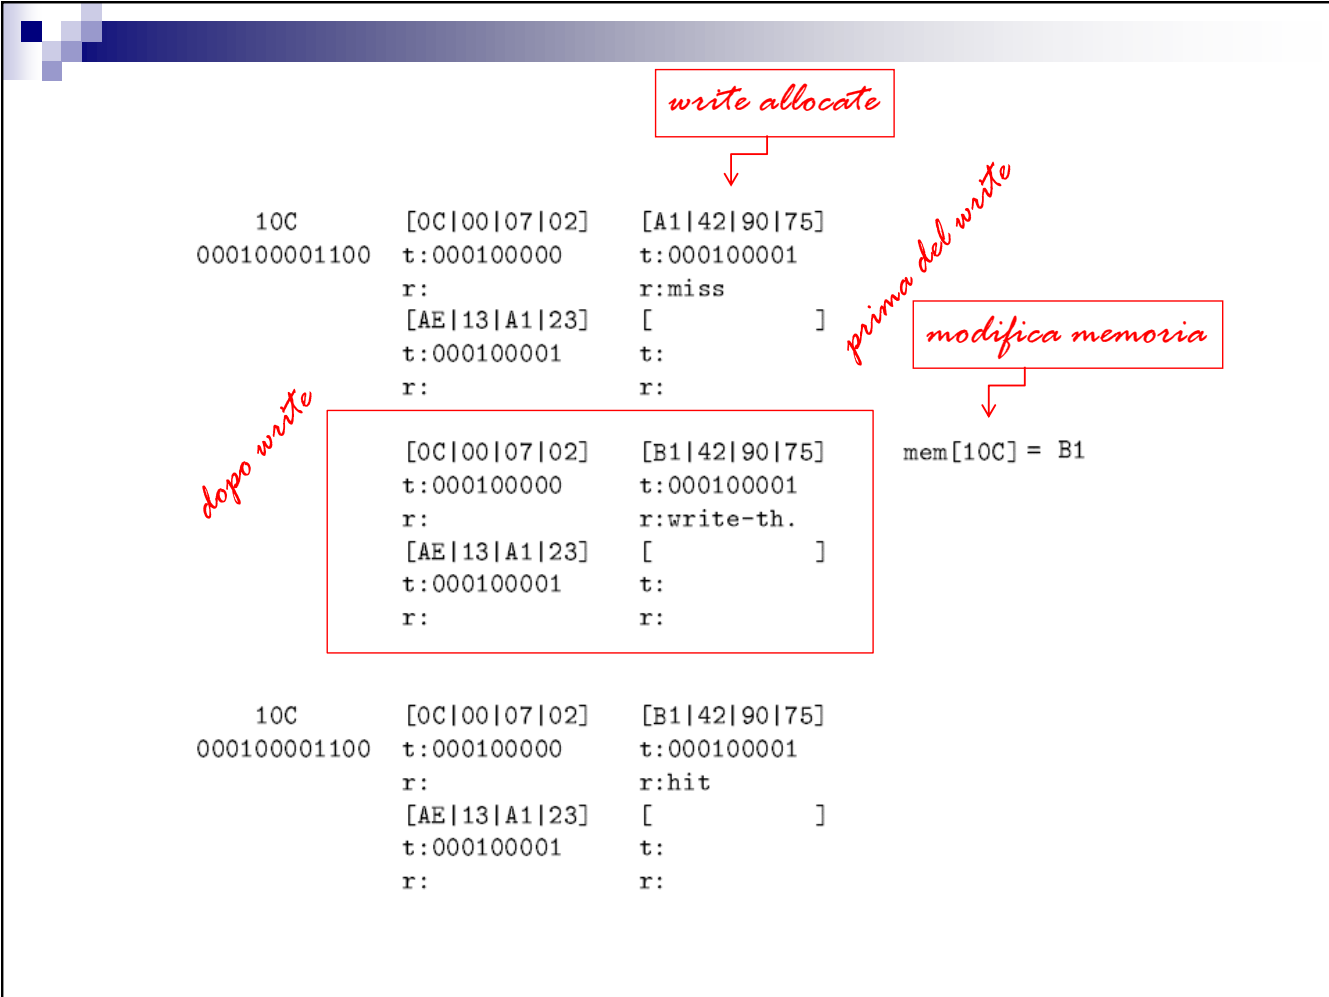 write allocate
prima del write
10C [0C|00|07|02] [A1|42|90|75]
000100001100 t:000100000 t:000100001
r: r:miss
[AE|13|A1|23] [ ]
t:000100001 t:
r: r:
modifica memoria
dopo write
[0C|00|07|02] [B1|42|90|75] mem[10C] = B1
t:000100000 t:000100001
r: r:write-th.
[AE|13|A1|23] [ ]
t:000100001 t:
r: r:
10C [0C|00|07|02] [B1|42|90|75]
000100001100 t:000100000 t:000100001
r: r:hit
[AE|13|A1|23] [ ]
t:000100001 t:
r: r: